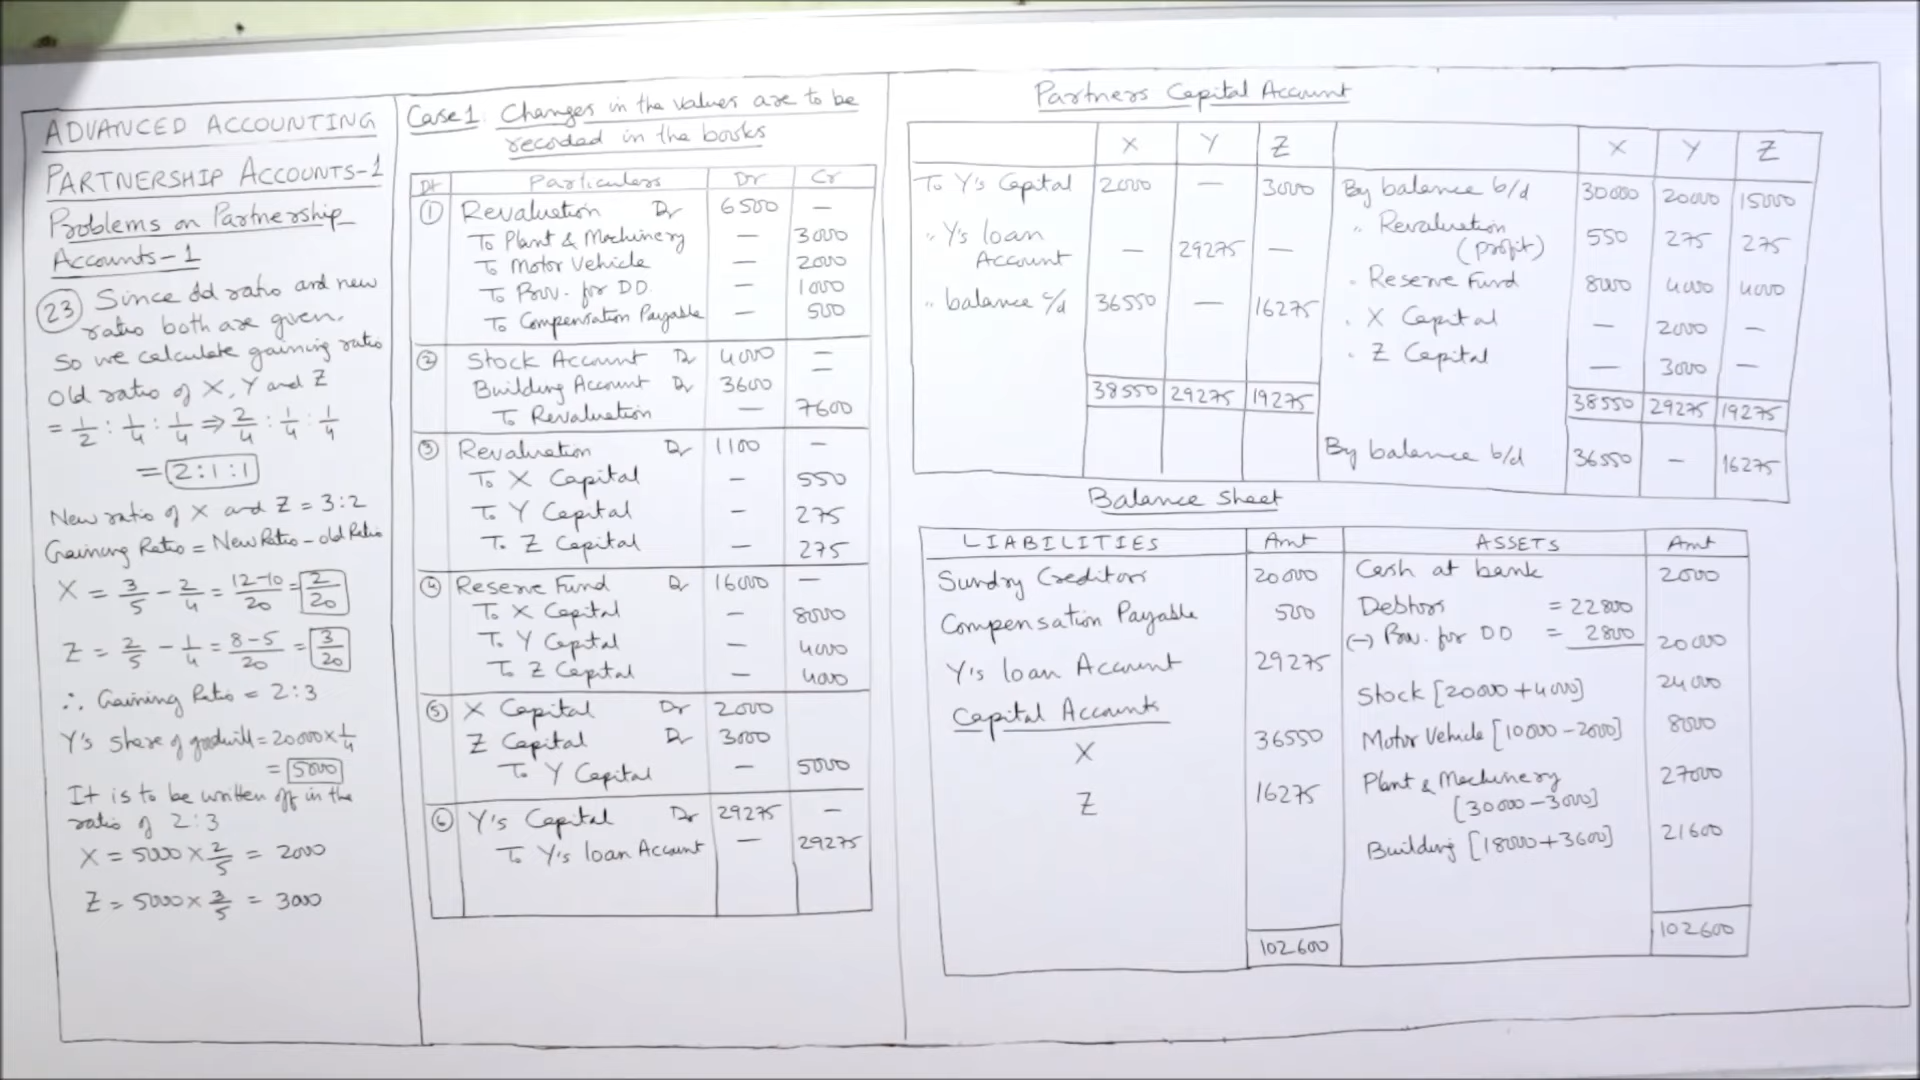 ADVANCED ACCOUNTING
PARTNERSHIP ACCOUNTS-1
Problems on Partnership
Accounts-1
(23) Since old ratio and new
ratio both are given.
So we calculate gaining ratio
Old ratio of X, Y and Z
= 1/2 : 1/4 : 1/4 ⇒ 2/4 : 1/4 : 1/4
= 2:1:1
New ratio of X and Z = 3:2
Gaining Ratio = New Ratio - old Ratio
X = 3/5 - 2/4 = 12-10/20 = 2/20
Z = 2/5 - 1/4 = 8-5/20 = 3/20
∴ Gaining Ratio = 2:3
Y's share of goodwill = 20000 x 1/4
= 5000
It is to be written off in the
ratio of 2:3
X = 5000 x 2/5 = 2000
Z = 5000 x 3/5 = 3000
Case 1. Changes in the values are to be
recorded in the books
Dt Particulars Dr Cr
(1) Revaluation Dr 6500 -
To Plant & Machinery - 3000
To Motor Vehicle - 2000
To Prov. for DD. - 1000
To Compensation Payable - 500
(2) Stock Account Dr 4000 -
Building Account Dr 3600 -
To Revaluation - 7600
(3) Revaluation Dr 1100 -
To X Capital - 550
To Y Capital - 275
To Z Capital - 275
(4) Reserve Fund Dr 16000 -
To X Capital - 8000
To Y Capital - 4000
To Z Capital - 4000
(5) X Capital Dr 2000
Z Capital Dr 3000
To Y Capital - 5000
(6) Y's Capital Dr 29275 -
To Y's loan Account - 29275
Partners Capital Account
X Y Z X Y Z
To Y's Capital 2000 - 3000 By balance b/d 30000 20000 15000
" Y's loan Account - 29275 - " Revaluation (profit) 550 275 275
" balance c/d 36550 - 16275 " Reserve Fund 8000 4000 4000
" X Capital - 2000 -
" Z Capital - 3000 -
38550 29275 19275 38550 29275 19275
By balance b/d 36550 - 16275
Balance Sheet
LIABILITIES Amt ASSETS Amt
Sundry Creditors 20000 Cash at bank 2000
Compensation Payable 500 Debtors = 22800
(-) Prov. for DD = 2800 20000
Y's loan Account 29275 Stock [20000+4000] 24000
Capital Accounts
X 36550 Motor Vehicle [10000-2000] 8000
Z 16275 Plant & Machinery 27000
[30000-3000]
Building [18000+3600] 21600
102600 102600